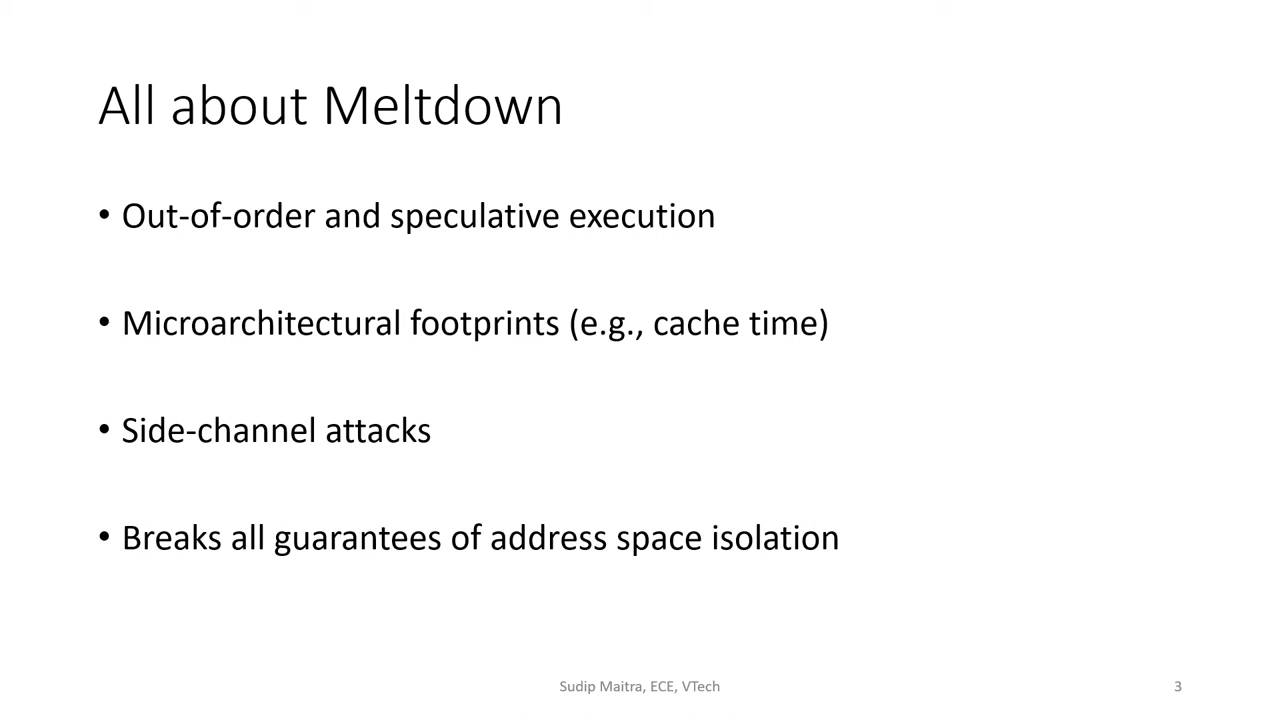 All about Meltdown
• Out-of-order and speculative execution
• Microarchitectural footprints (e.g., cache time)
• Side-channel attacks
• Breaks all guarantees of address space isolation
Sudip Maitra, ECE, VTech
3